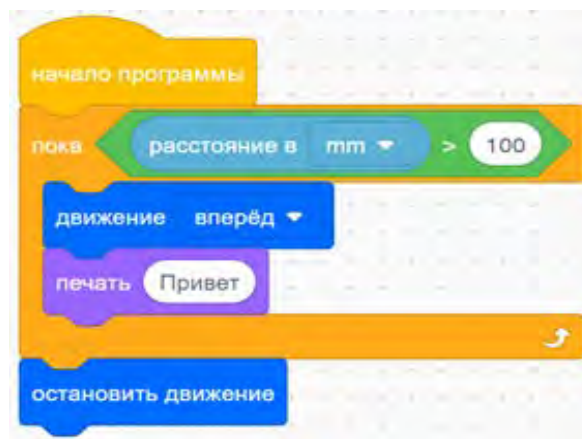 начало программы
пока расстояние в mm > 100
движение вперёд
печать Привет
остановить движение